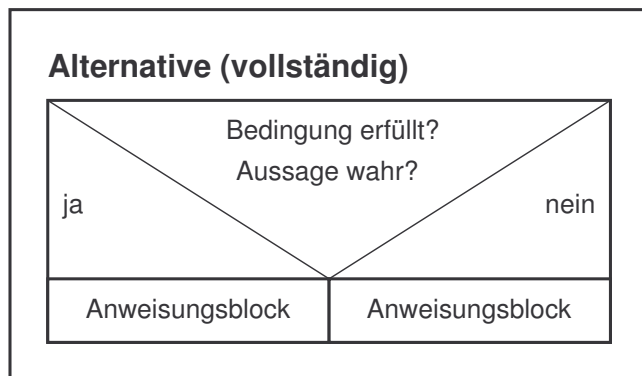 Alternative (vollständig)
Bedingung erfüllt?
Aussage wahr?
ja
nein
Anweisungsblock
Anweisungsblock